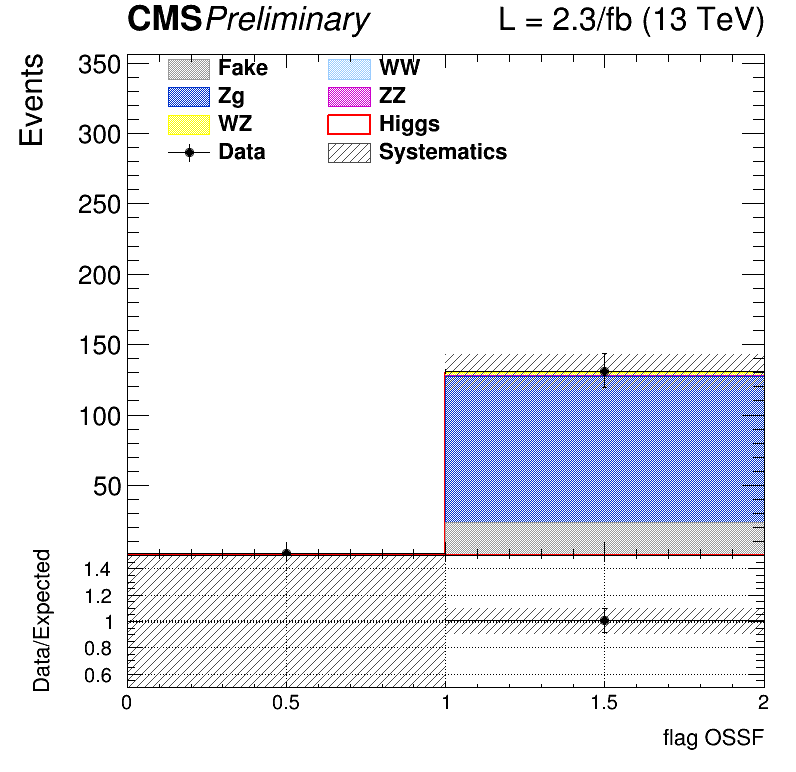 CMS Preliminary L = 2.3/fb (13 TeV)
Events
350
300
250
200
150
100
50
Fake WW
Zg ZZ
WZ Higgs
Data Systematics
Data/Expected
1.4
1.2
1
0.8
0.6
0 0.5 1 1.5 2
flag OSSF